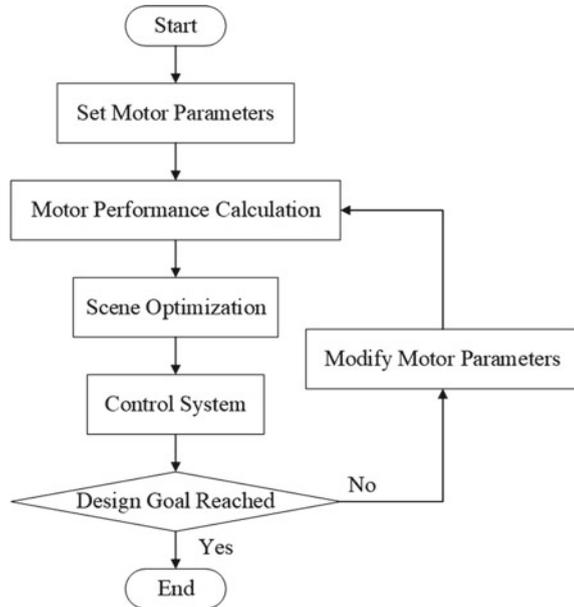 Start
Set Motor Parameters
Motor Performance Calculation
Scene Optimization
Modify Motor Parameters
Control System
Design Goal Reached
No
Yes
End